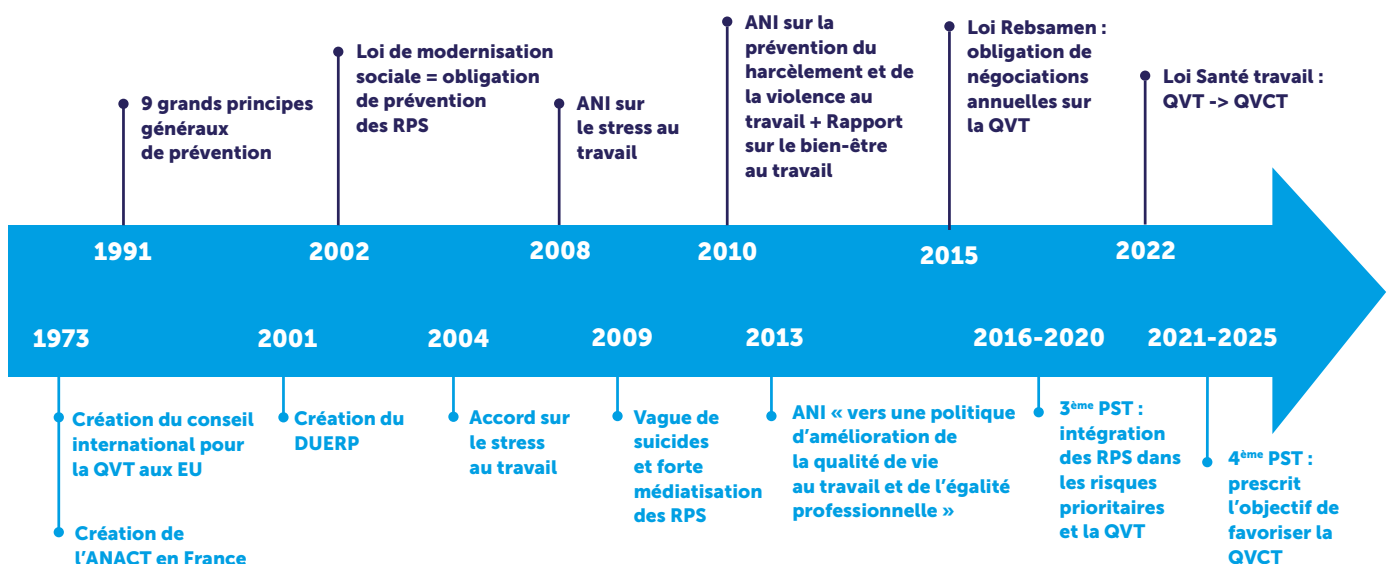 9 grands principes
généraux
de prévention
Loi de modernisation
sociale = obligation
de prévention
des RPS
ANI sur
le stress au
travail
ANI sur la
prévention du
harcèlement et de
la violence au
travail + Rapport
sur le bien-être
au travail
Loi Rebsamen :
obligation de
négociations
annuelles sur
la QVT
Loi Santé travail :
QVT -> QVCT
1991
2002
2008
2010
2015
2022
1973
2001
2004
2009
2013
2016-2020
2021-2025
Création du conseil
international pour
la QVT aux EU
Création de
l'ANACT en France
Création du
DUERP
Accord sur
le stress
au travail
Vague de
suicides
et forte
médiatisation
des RPS
ANI « vers une politique
d'amélioration de
la qualité de vie
au travail et de l'égalité
professionnelle »
3ème PST :
intégration
des RPS dans
les risques
prioritaires
et la QVT
4ème PST :
prescrit
l'objectif de
favoriser la
QVCT